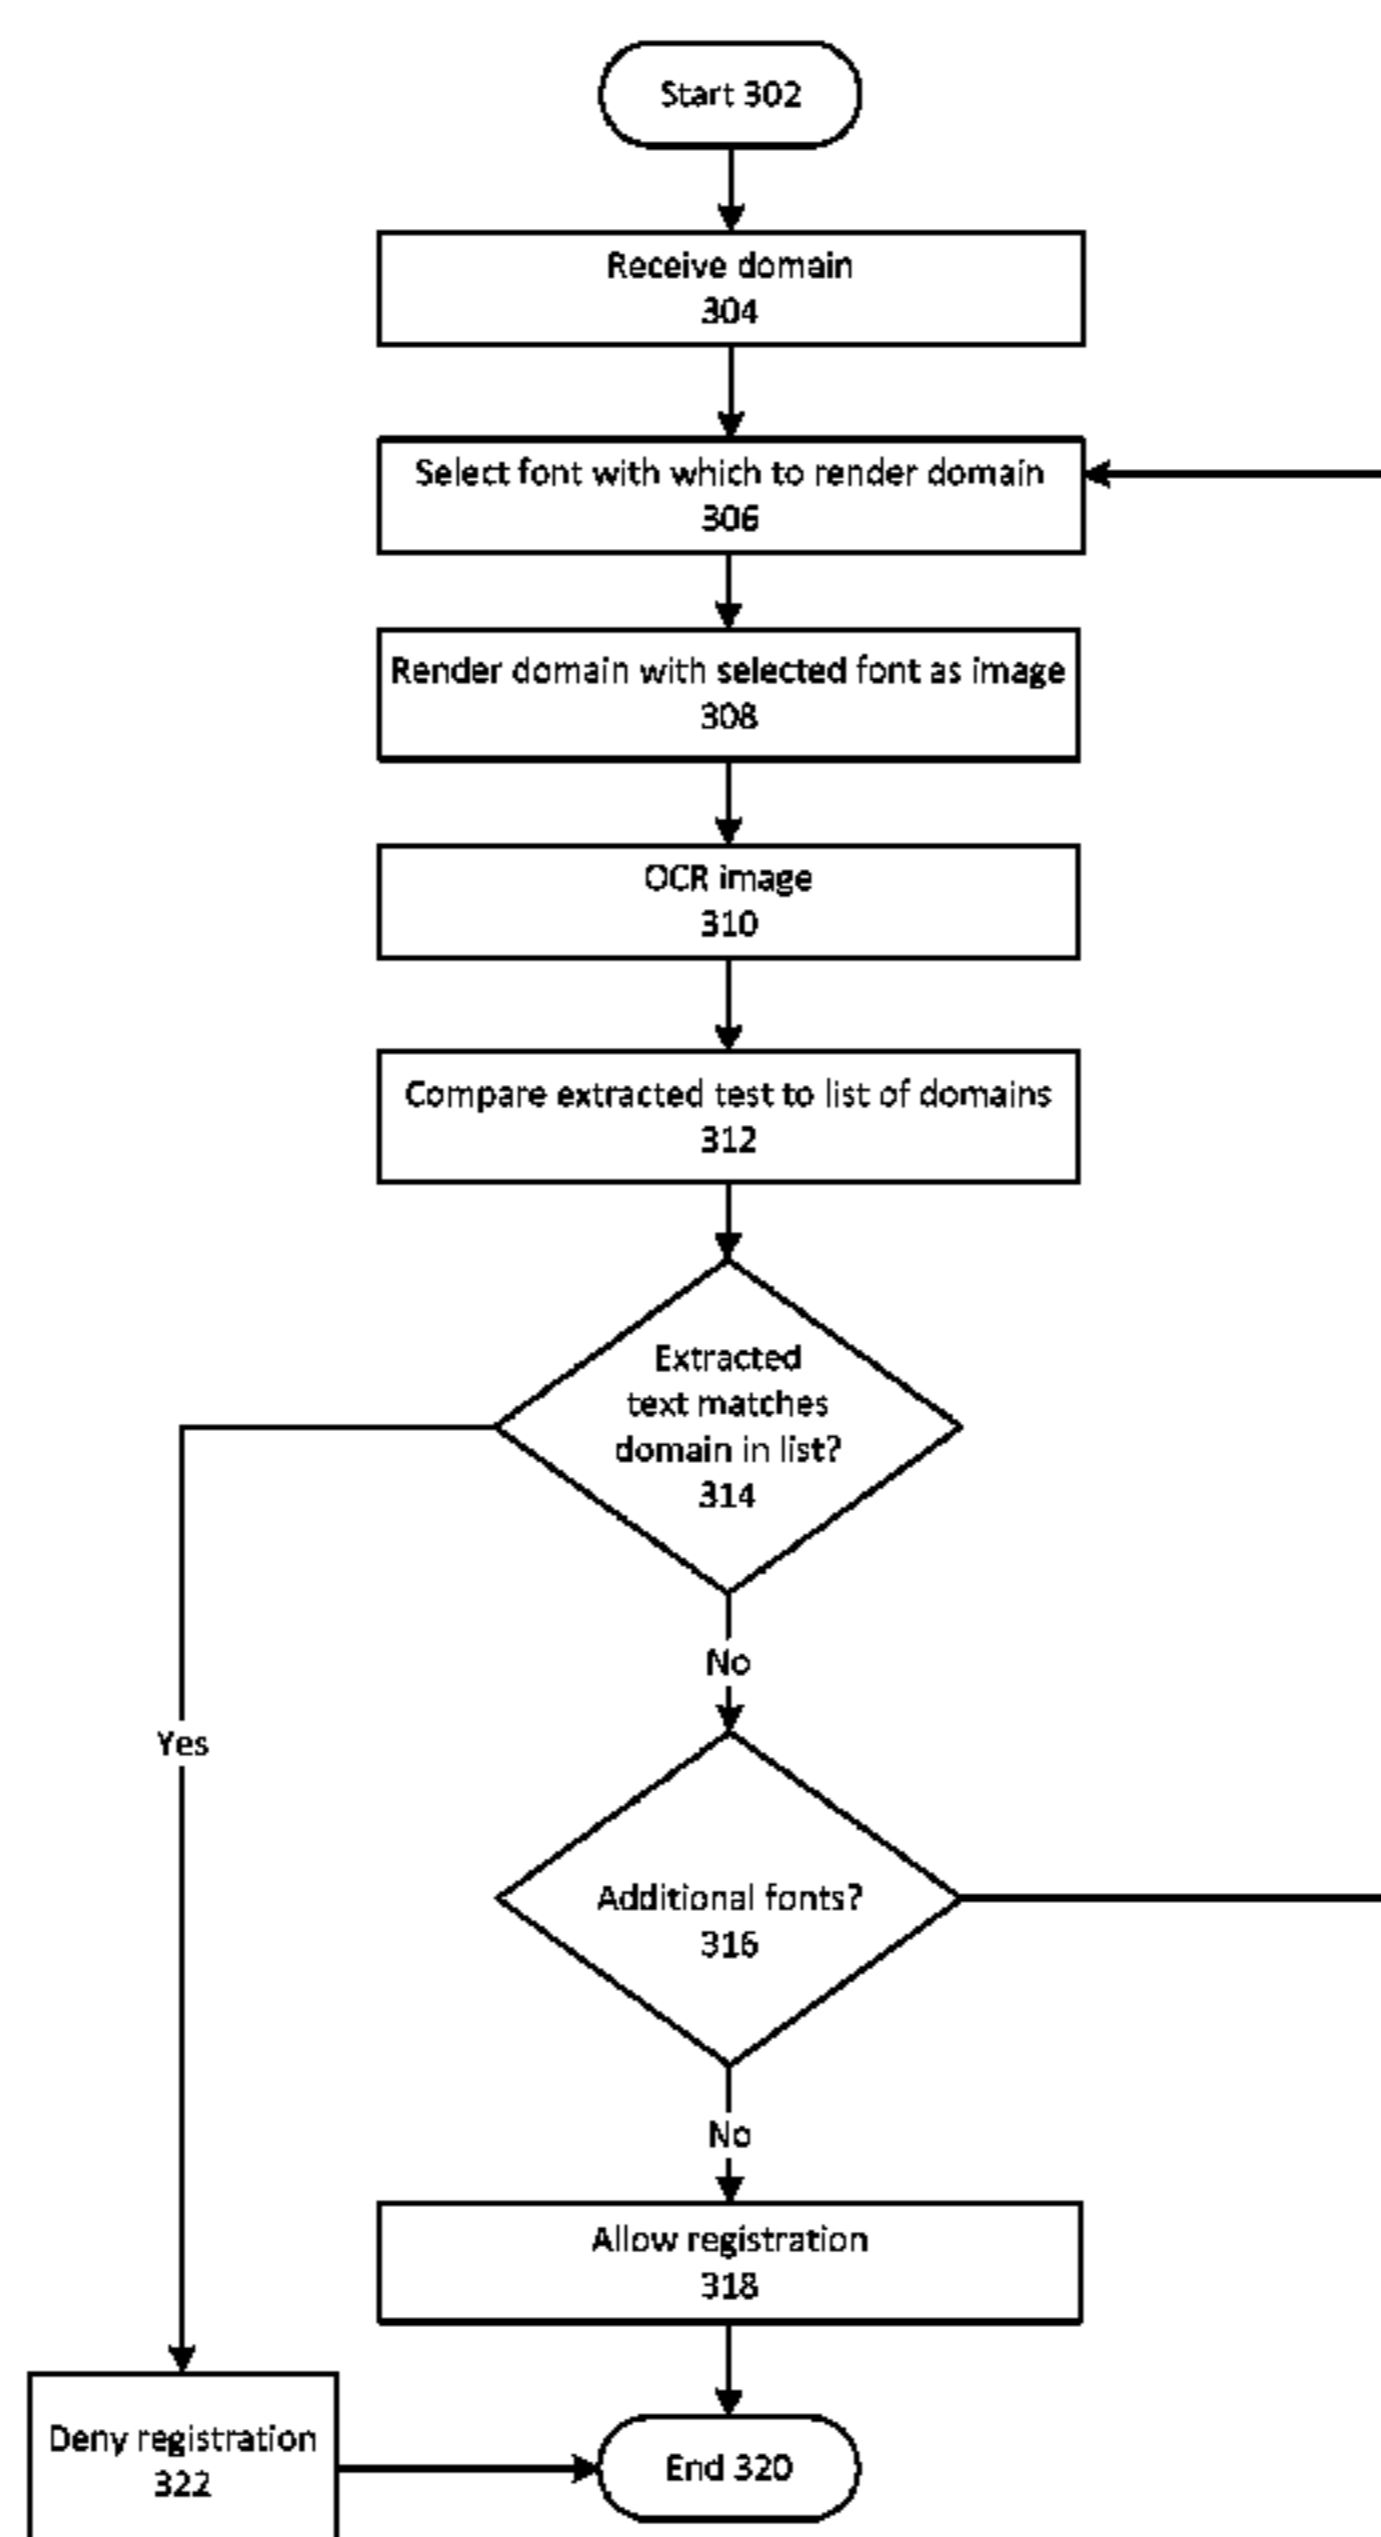 Start 302
Receive domain
304
Select font with which to render domain
306
Render domain with selected font as image
308
OCR image
310
Compare extracted test to list of domains
312
Extracted
text matches
domain in list?
314
No
Yes
Additional fonts?
316
No
Allow registration
318
Deny registration
322
End 320